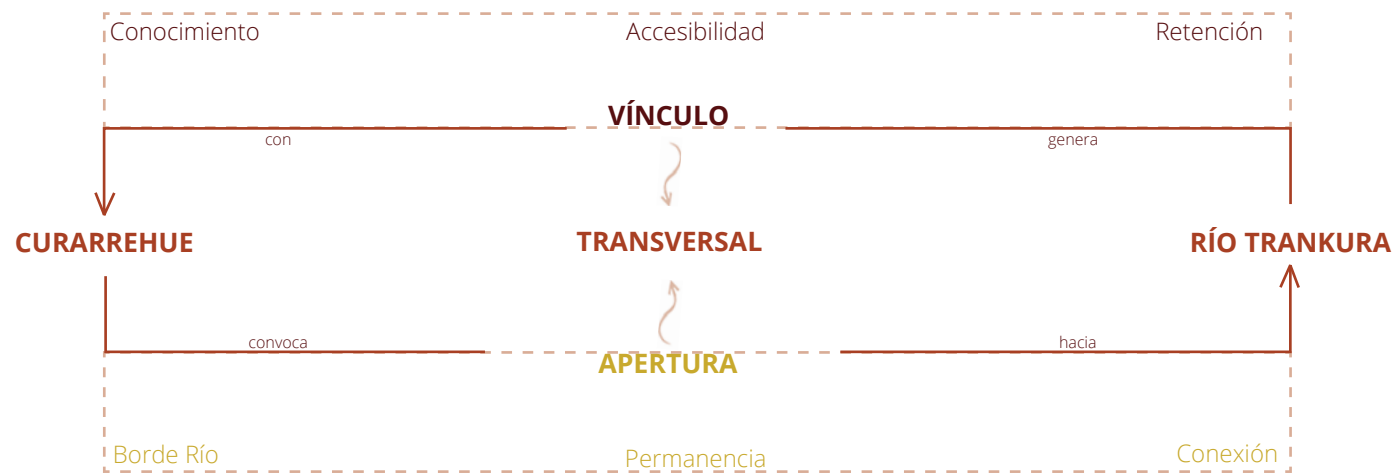 Conocimiento
Accesibilidad
Retención
VÍNCULO
con
genera
CURARREHUE
TRANSVERSAL
RÍO TRANKURA
convoca
hacia
APERTURA
Borde Río
Permanencia
Conexión